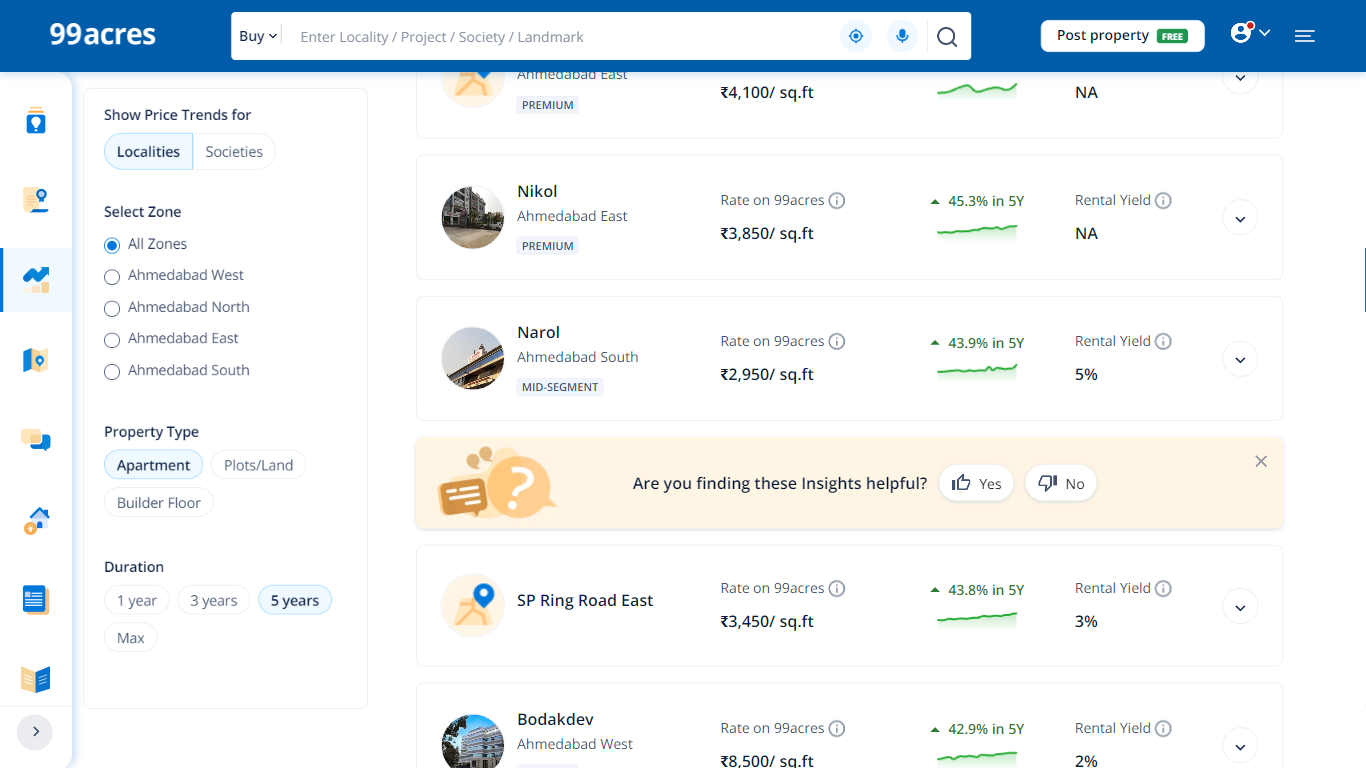 99acres
Buy
Enter Locality / Project / Society / Landmark
Post property FREE
Show Price Trends for
Localities
Societies
Select Zone
All Zones
Ahmedabad West
Ahmedabad North
Ahmedabad East
Ahmedabad South
Property Type
Apartment
Plots/Land
Builder Floor
Duration
1 year
3 years
5 years
Max
Ahmedabad East
PREMIUM
₹4,100/ sq.ft
NA
Nikol
Ahmedabad East
PREMIUM
Rate on 99acres
₹3,850/ sq.ft
45.3% in 5Y
Rental Yield
NA
Narol
Ahmedabad South
MID-SEGMENT
Rate on 99acres
₹2,950/ sq.ft
43.9% in 5Y
Rental Yield
5%
Are you finding these Insights helpful?
Yes
No
SP Ring Road East
Rate on 99acres
₹3,450/ sq.ft
43.8% in 5Y
Rental Yield
3%
Bodakdev
Ahmedabad West
Rate on 99acres
₹8,500/ sq.ft
42.9% in 5Y
Rental Yield
2%